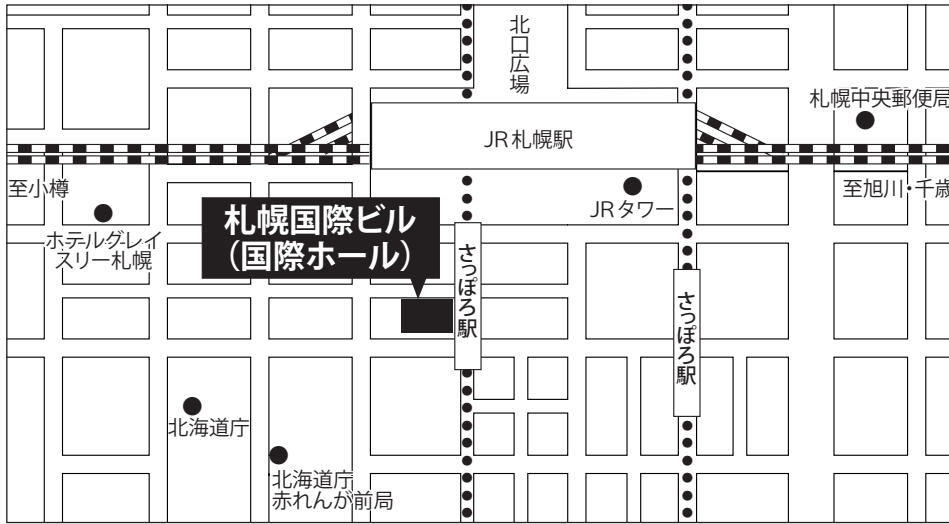 北口広場
札幌中央郵便局
JR札幌駅
至小樽
至旭川・千歳
JRタワー
札幌国際ビル
（国際ホール）
ホテルグレイ
スリー札幌
さっぽろ駅
さっぽろ駅
北海道庁
北海道庁
赤れんが前局